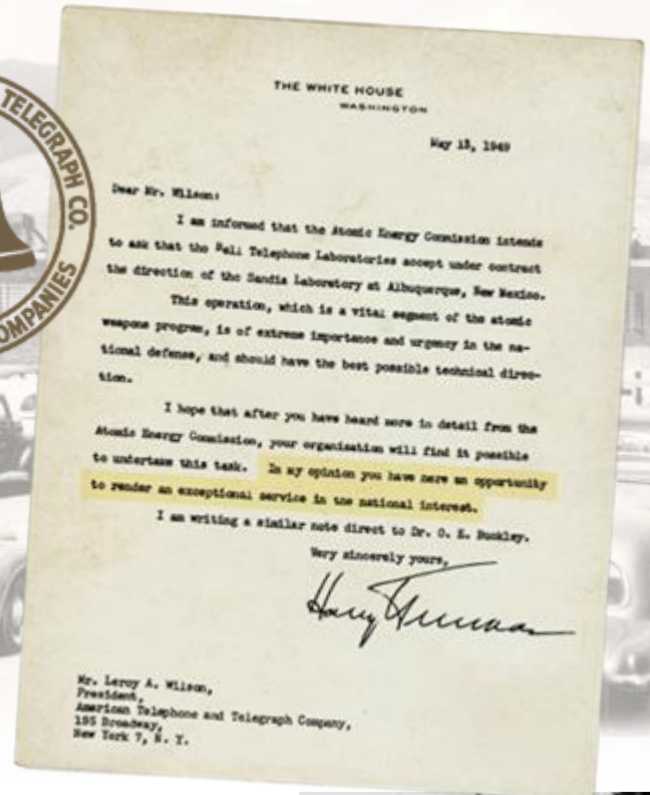 TELEGRAPH CO.
COMPANIES
THE WHITE HOUSE
WASHINGTON
May 13, 1949
Dear Mr. Wilson:
I am informed that the Atomic Energy Commission intends
to ask that the Bell Telephone Laboratories accept under contract
the direction of the Sandia Laboratory at Albuquerque, New Mexico.
This operation, which is a vital segment of the atomic
weapons program, is of extreme importance and urgency in the na-
tional defense, and should have the best possible technical direc-
tion.
I hope that after you have heard more in detail from the
Atomic Energy Commission, your organization will find it possible
to undertake this task. In my opinion you have here an opportunity
to render an exceptional service in the national interest.
I am writing a similar note direct to Dr. O. E. Buckley.
Very sincerely yours,
Harry Truman
Mr. Leroy A. Wilson,
President,
American Telephone and Telegraph Company,
195 Broadway,
New York 7, N. Y.